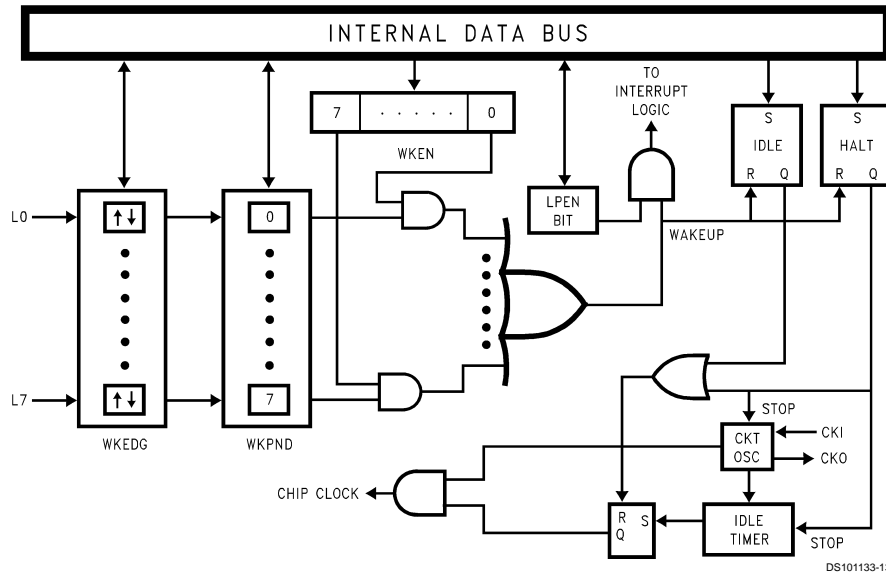 INTERNAL DATA BUS
TO
INTERRUPT
LOGIC
7 · · · · · 0
WKEN
S
IDLE
R Q
S
HALT
R Q
LPEN
BIT
WAKEUP
L0
↑↓
0
L7
↑↓
7
WKEDG
WKPND
STOP
CKT
OSC
CKI
CKO
CHIP CLOCK
R S
Q
IDLE
TIMER
STOP